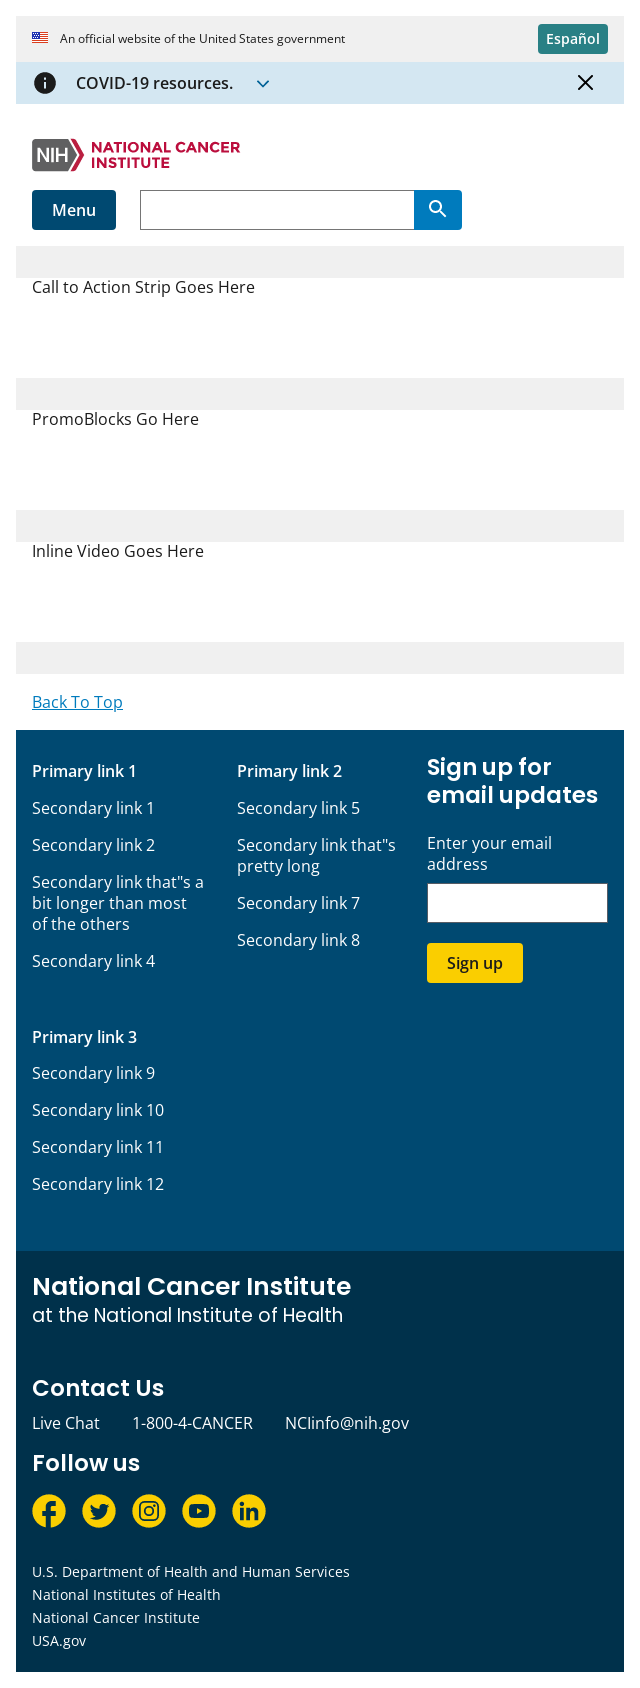 An official website of the United States government
Español
COVID-19 resources.
NIH
NATIONAL CANCER
INSTITUTE
Menu
Call to Action Strip Goes Here
PromoBlocks Go Here
Inline Video Goes Here
Back To Top
Primary link 1
Secondary link 1
Secondary link 2
Secondary link that"s a
bit longer than most
of the others
Secondary link 4
Primary link 2
Secondary link 5
Secondary link that"s
pretty long
Secondary link 7
Secondary link 8
Sign up for
email updates
Enter your email
address
Sign up
Primary link 3
Secondary link 9
Secondary link 10
Secondary link 11
Secondary link 12
National Cancer Institute
at the National Institute of Health
Contact Us
Live Chat
1-800-4-CANCER
NCIinfo@nih.gov
Follow us
U.S. Department of Health and Human Services
National Institutes of Health
National Cancer Institute
USA.gov